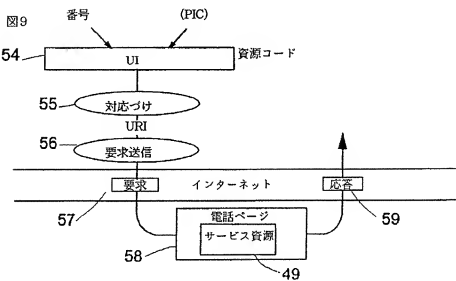 図9
番号
(PIC)
54
UI
資源コード
55
対応づけ
URI
56
要求送信
要求
インターネット
応答
57
59
電話ページ
サービス資源
58
49